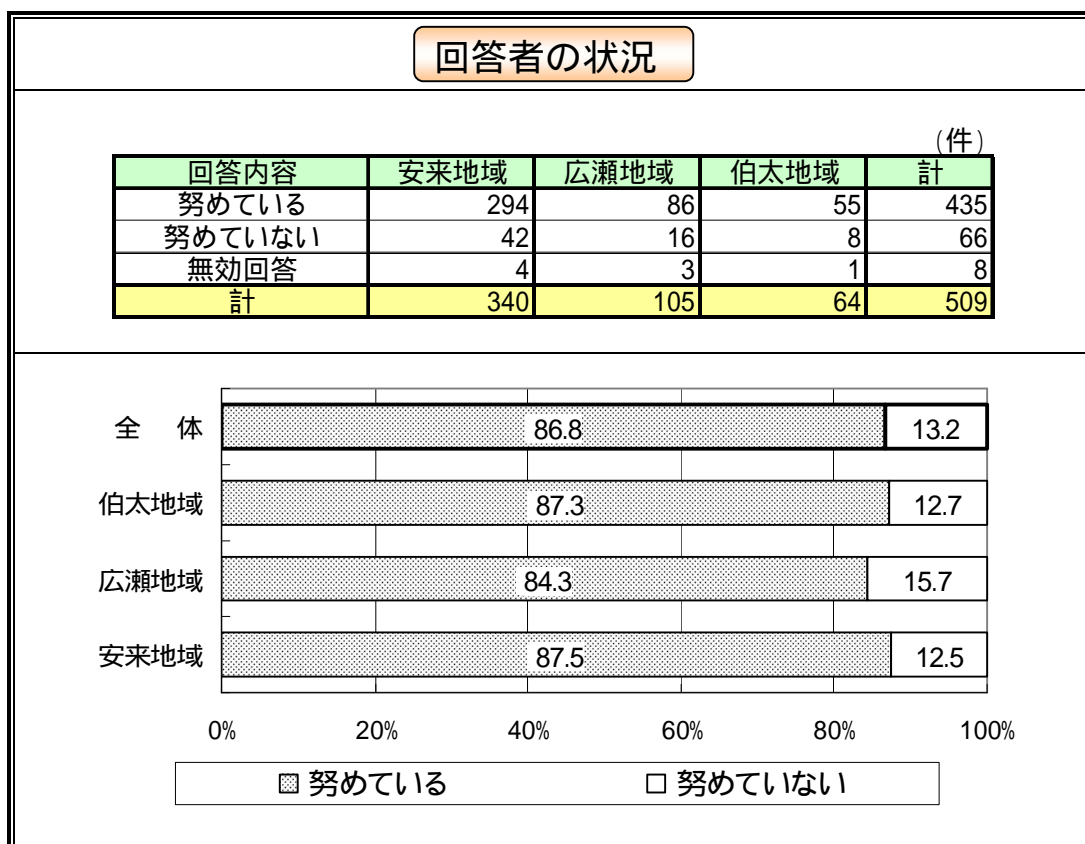 回答者の状況
(件)
回答内容 安来地域 広瀬地域 伯太地域 計
努めている 294 86 55 435
努めていない 42 16 8 66
無効回答 4 3 1 8
計 340 105 64 509
全 体 86.8 13.2
伯太地域 87.3 12.7
広瀬地域 84.3 15.7
安来地域 87.5 12.5
0% 20% 40% 60% 80% 100%
努めている 努めていない